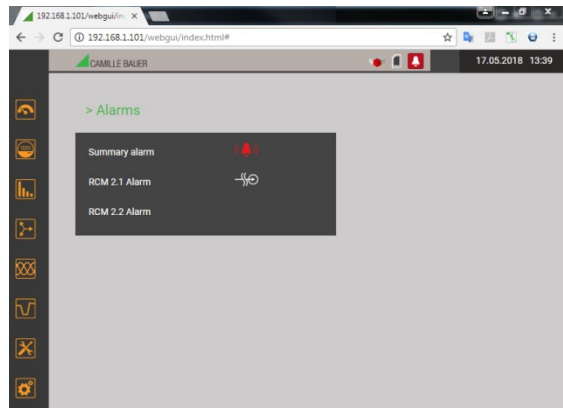 192.168.1.101/webgui/in
192.168.1.101/webgui/index.html#
CAMILLE BAUER
17.05.2018 13:39
> Alarms
Summary alarm
RCM 2.1 Alarm
RCM 2.2 Alarm